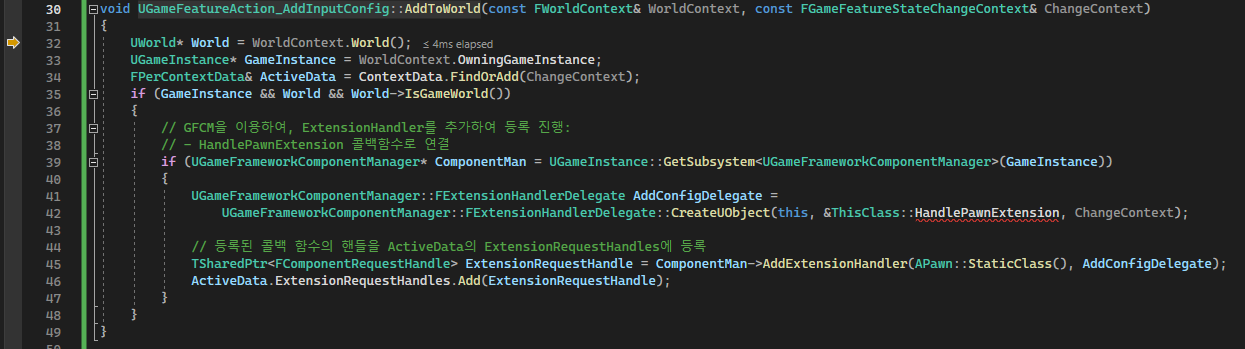 30 void UGameFeatureAction_AddInputConfig::AddToWorld(const FWorldContext& WorldContext, const FGameFeatureStateChangeContext& ChangeContext)
31 {
32 UWorld* World = WorldContext.World(); ≤ 4ms elapsed
33 UGameInstance* GameInstance = WorldContext.OwningGameInstance;
34 FPerContextData& ActiveData = ContextData.FindOrAdd(ChangeContext);
35 if (GameInstance && World && World->IsGameWorld())
36 {
37 // GFCM을 이용하여, ExtensionHandler를 추가하여 등록 진행:
38 // - HandlePawnExtension 콜백함수로 연결
39 if (UGameFrameworkComponentManager* ComponentMan = UGameInstance::GetSubsystem<UGameFrameworkComponentManager>(GameInstance))
40 {
41 UGameFrameworkComponentManager::FExtensionHandlerDelegate AddConfigDelegate =
42 UGameFrameworkComponentManager::FExtensionHandlerDelegate::CreateUObject(this, &ThisClass::HandlePawnExtension, ChangeContext);
43
44 // 등록된 콜백 함수의 핸들을 ActiveData의 ExtensionRequestHandles에 등록
45 TSharedPtr<FComponentRequestHandle> ExtensionRequestHandle = ComponentMan->AddExtensionHandler(APawn::StaticClass(), AddConfigDelegate);
46 ActiveData.ExtensionRequestHandles.Add(ExtensionRequestHandle);
47 }
48 }
49 }